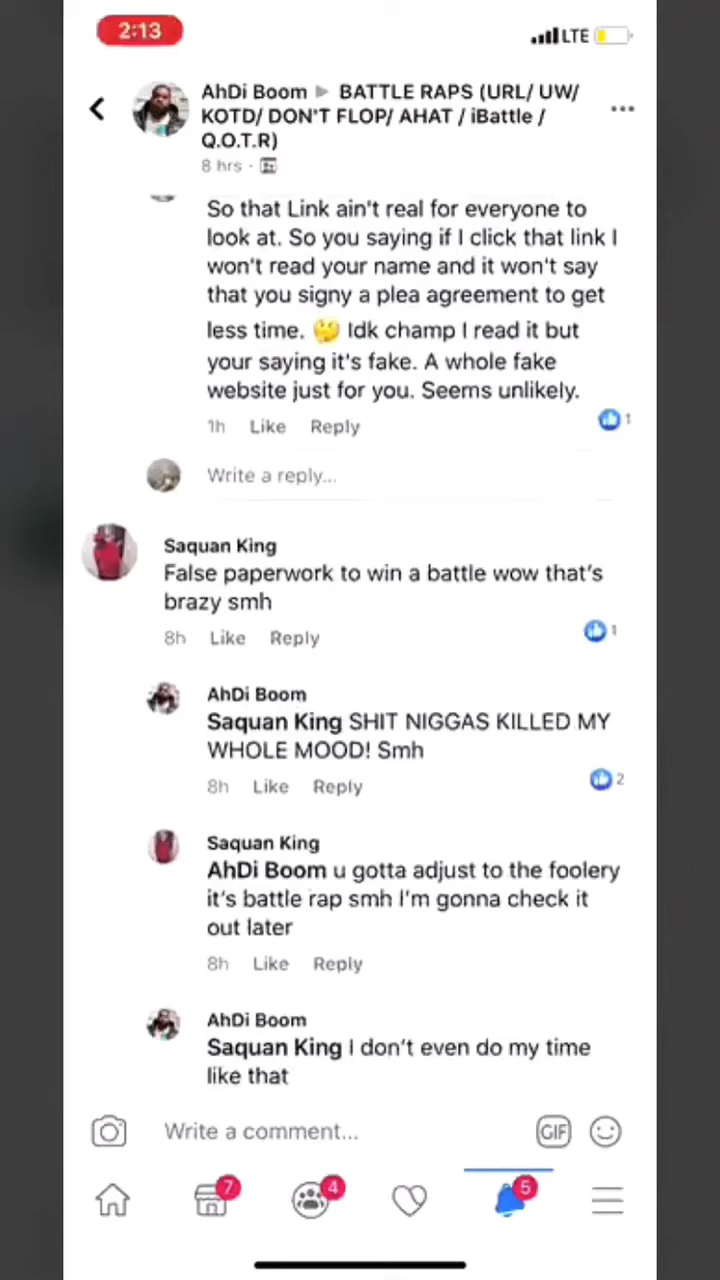 2:13
LTE
AhDi Boom ▶ BATTLE RAPS (URL/ UW/
KOTD/ DON'T FLOP/ AHAT / iBattle /
Q.O.T.R)
8 hrs ·
So that Link ain't real for everyone to
look at. So you saying if I click that link I
won't read your name and it won't say
that you signy a plea agreement to get
less time. 🤔 Idk champ I read it but
your saying it's fake. A whole fake
website just for you. Seems unlikely.
1h Like Reply 1
Write a reply...
Saquan King
False paperwork to win a battle wow that's
brazy smh
8h Like Reply 1
AhDi Boom
Saquan King SHIT NIGGAS KILLED MY
WHOLE MOOD! Smh
8h Like Reply 2
Saquan King
AhDi Boom u gotta adjust to the foolery
it's battle rap smh I'm gonna check it
out later
8h Like Reply
AhDi Boom
Saquan King I don't even do my time
like that
Write a comment... GIF
7 4 5